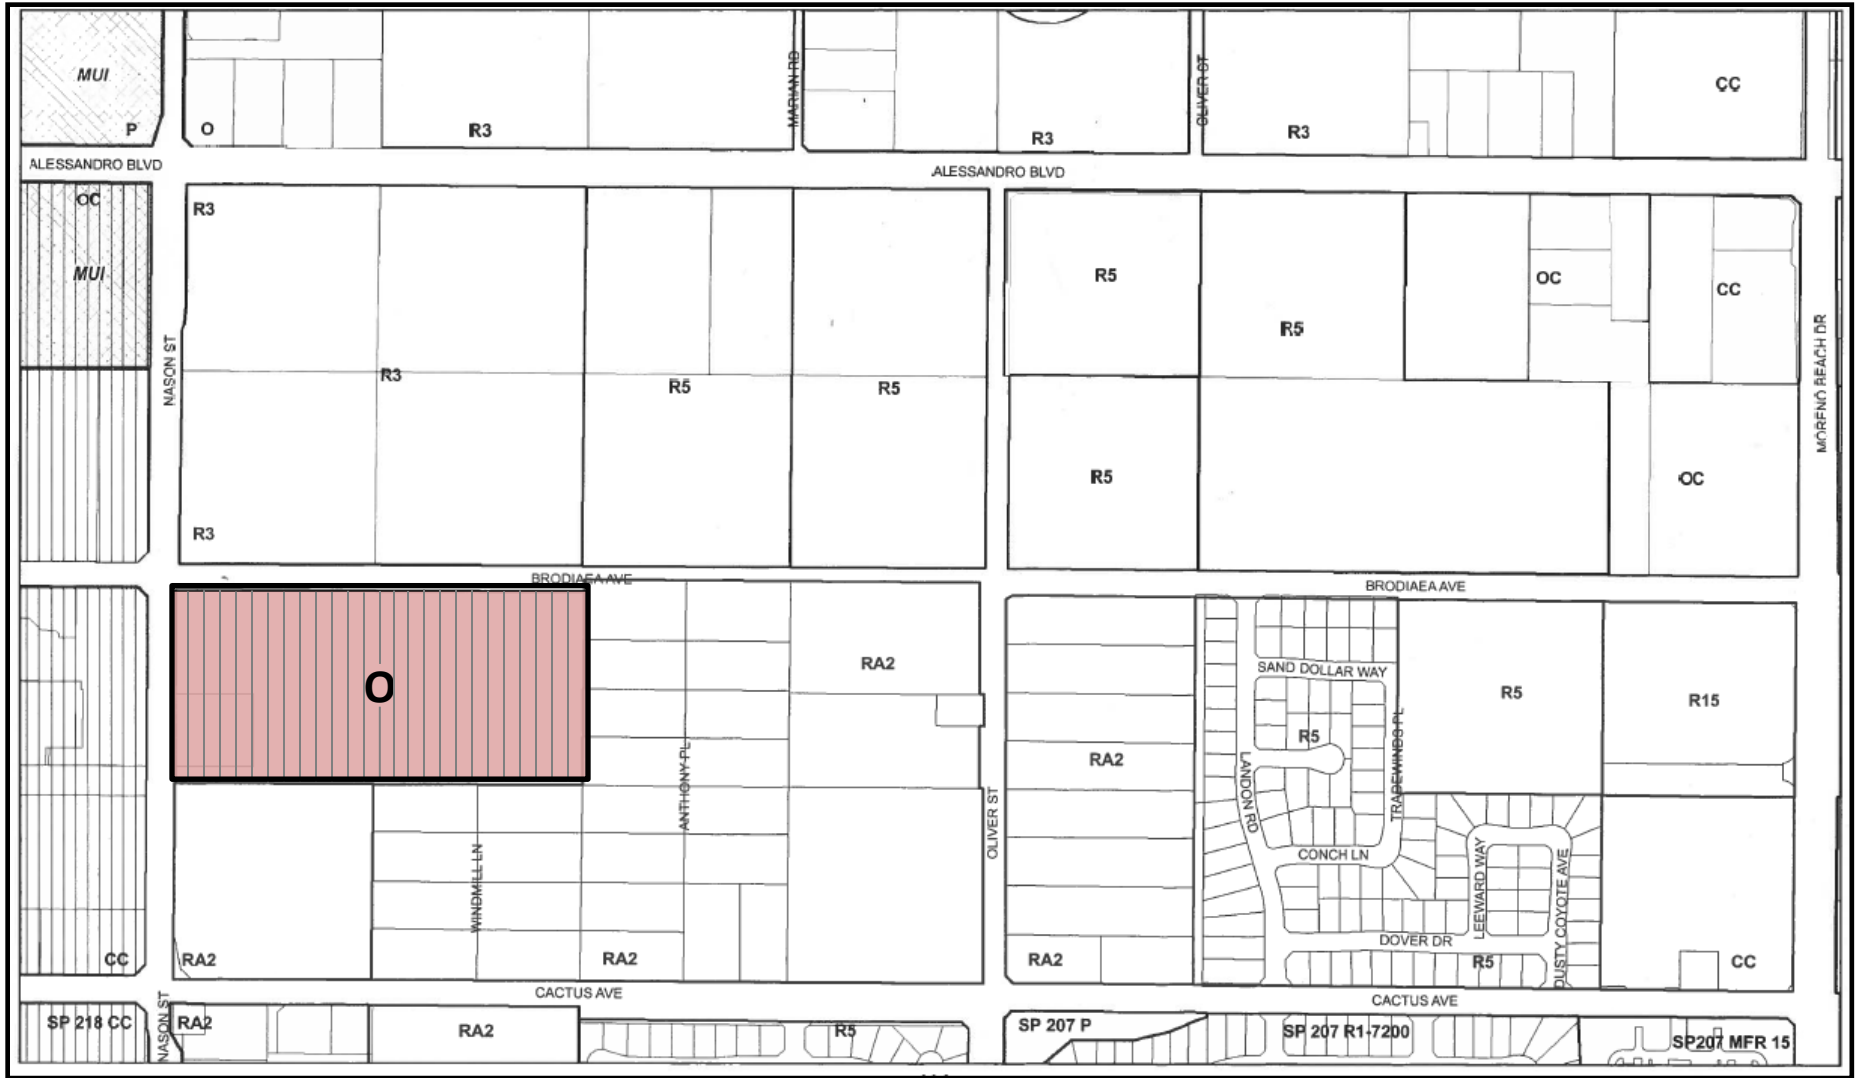 MUI
P
O
R3
MARIAN RD
R3
OLIVER ST
R3
CC
ALESSANDRO BLVD
ALESSANDRO BLVD
OC
MUI
NASON ST
R3
R3
R3
R5
R5
R5
R5
R5
OC
CC
OC
MORENO BEACH DR
BRODIAEA AVE
BRODIAEA AVE
O
RA2
RA2
SAND DOLLAR WAY
R5
TRADEWINDS PL
LANDON RD
R5
R15
ANTHONY PL
OLIVER ST
WINDMILL LN
CONCH LN
LEEWARD WAY
DUSTY COYOTE AVE
DOVER DR
R5
CC
RA2
RA2
RA2
CC
CACTUS AVE
CACTUS AVE
SP 218 CC
NASON ST
RA2
RA2
R5
SP 207 P
SP 207 R1-7200
SP207 MFR 15